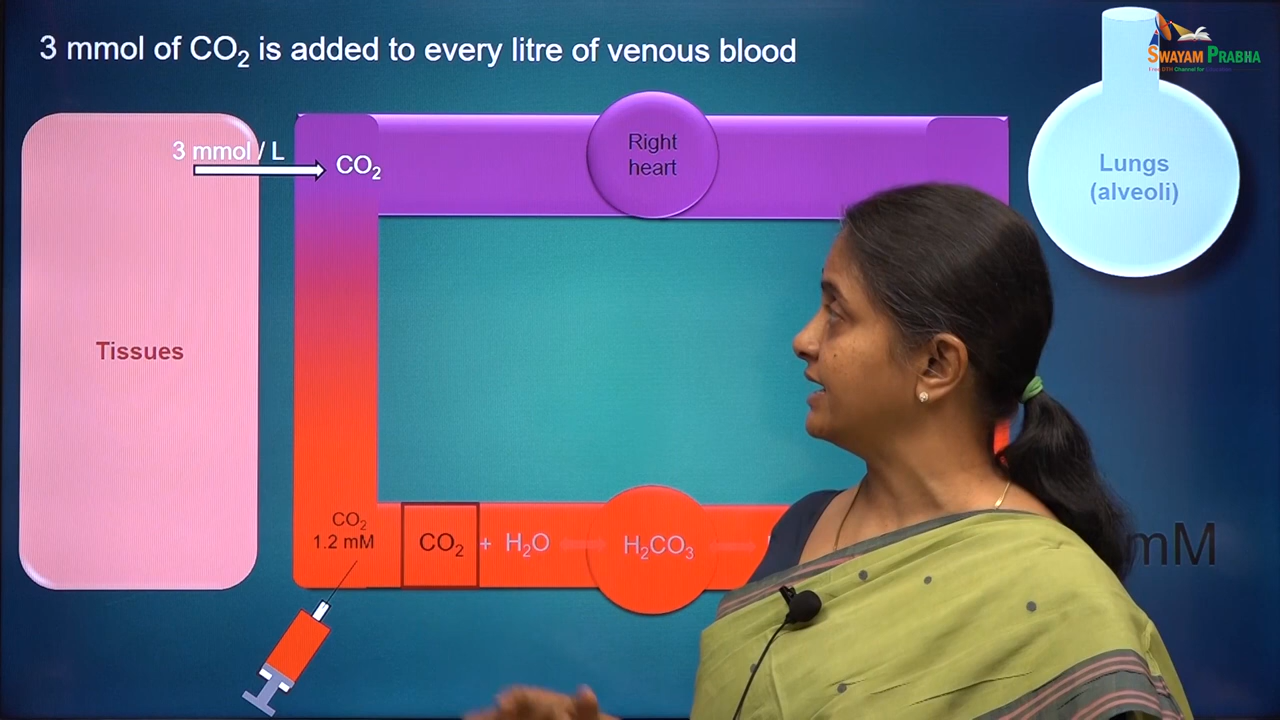 3 mmol of CO₂ is added to every litre of venous blood
SWAYAM PRABHA
3 mmol / L
CO₂
Right
heart
Lungs
(alveoli)
Tissues
CO₂
1.2 mM
CO₂ + H₂O
H₂CO₃
mM